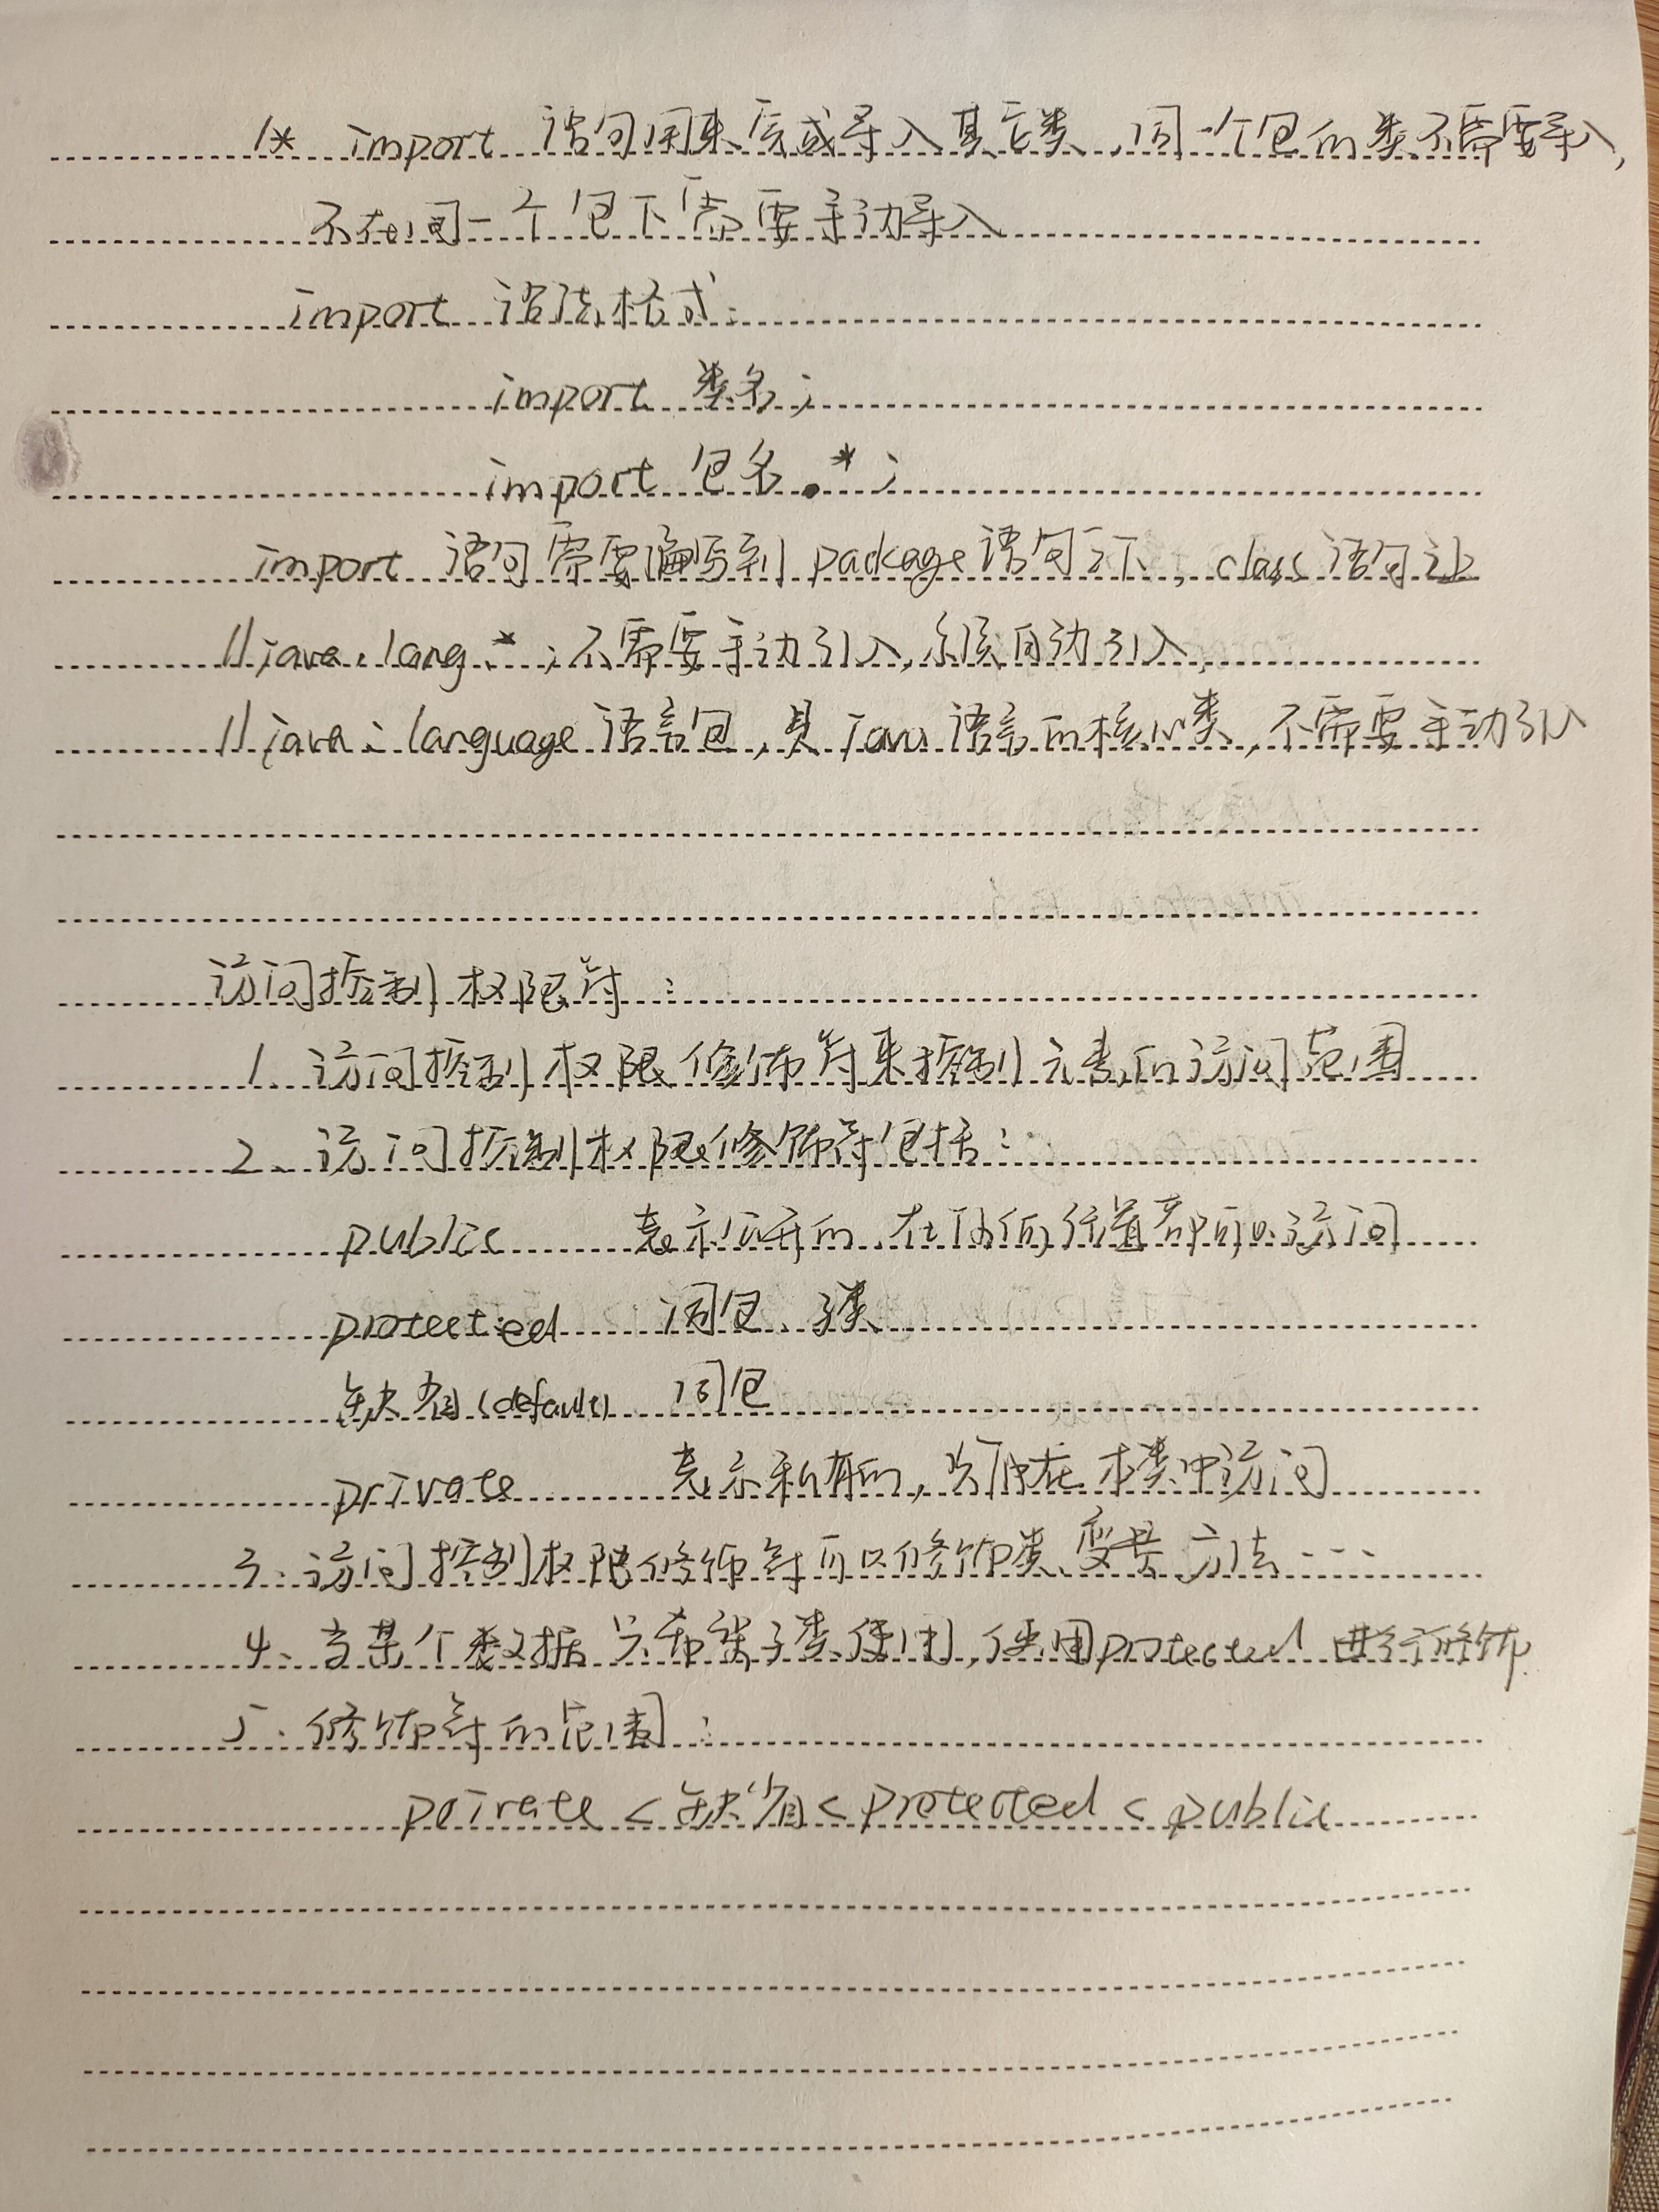 /* import 语句用来完成导入其它类,同一个包的类不需要导入,
不在同一个包下需要手动导入
import 语法格式:
import 类名;
import 包名.*;
import 语句需要编写到 package 语句之下, class 语句之上
//java.lang.*;不需要手动引入,系统自动引入,
//java:language 语言包,是 java 语言的核心类,不需要手动引入
访问控制权限符:
1.访问控制权限修饰符来控制元素的访问范围
2、访问控制权限修饰符包括:
public 表示公开的,在任何位置都可以访问
protected 同包、子类
缺省(default) 同包
private 表示私有的,只能在本类中访问
3.访问控制权限修饰符可以修饰类、变量、方法...
4、当某个数据只希望子类使用,使用protected 进行修饰.
5.修饰符的范围:
private < 缺省 < protected < public